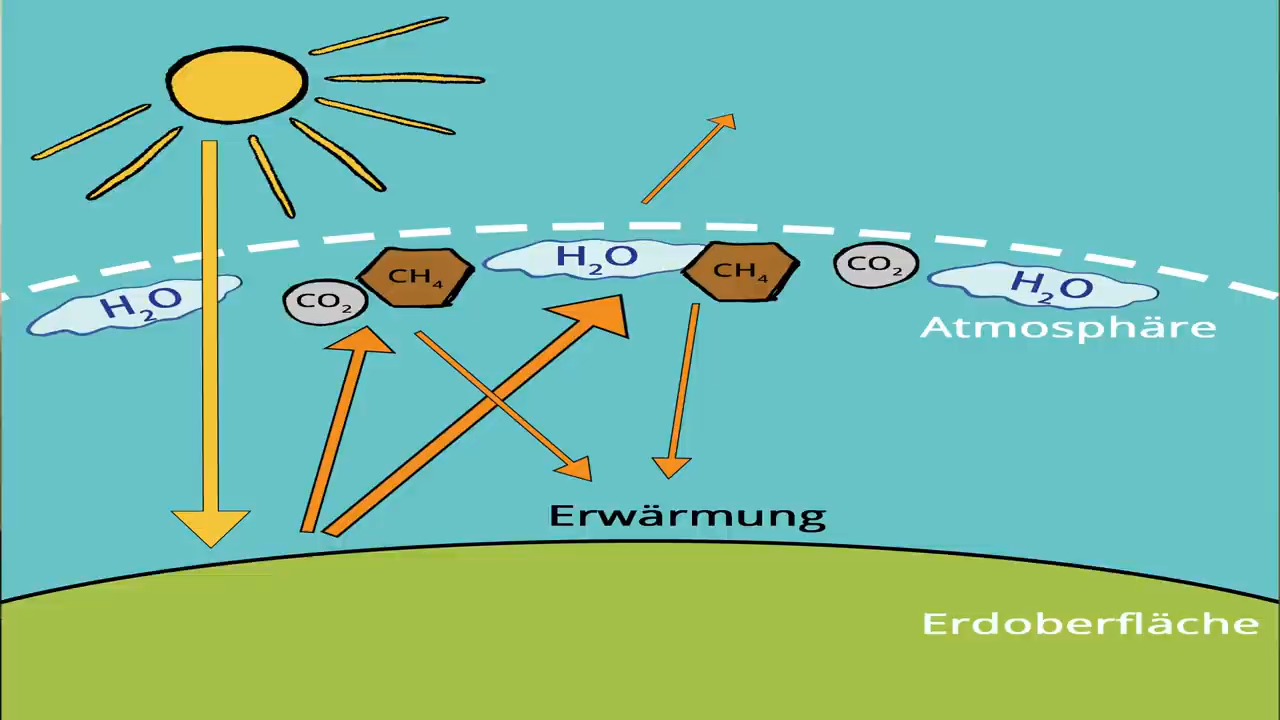 H₂O
CO₂
CH₄
H₂O
CH₄
CO₂
H₂O
Atmosphäre
Erwärmung
Erdoberfläche